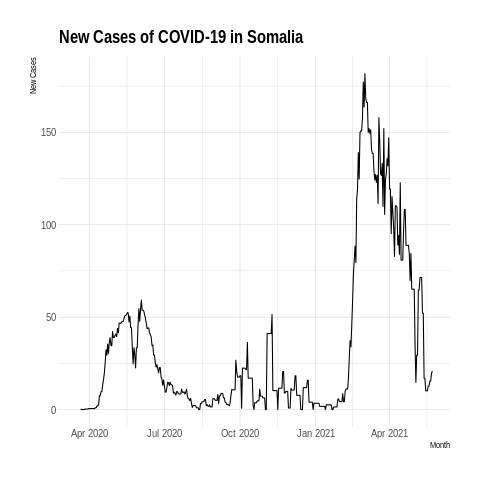 New Cases of COVID-19 in Somalia
New Cases
150
100
50
0
Apr 2020 Jul 2020 Oct 2020 Jan 2021 Apr 2021
Month